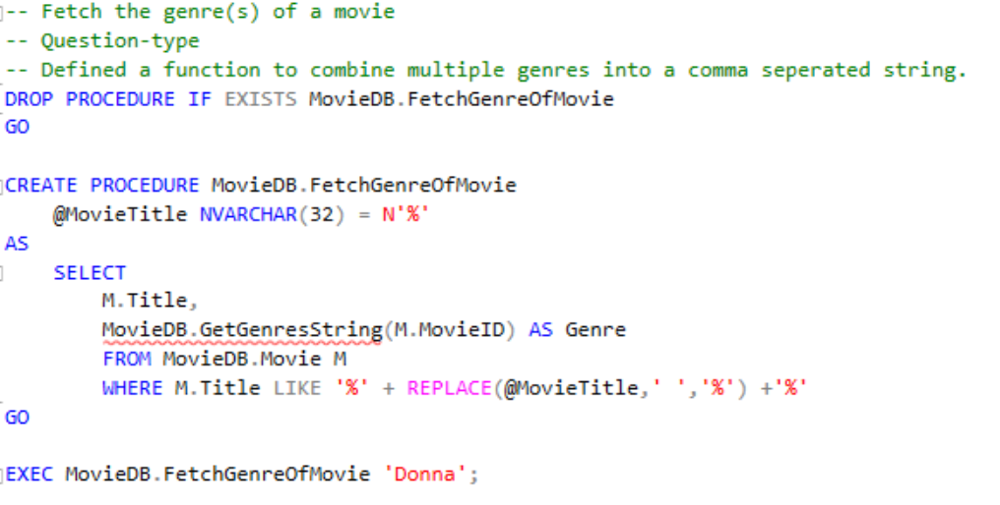 -- Fetch the genre(s) of a movie
-- Question-type
-- Defined a function to combine multiple genres into a comma seperated string.
DROP PROCEDURE IF EXISTS MovieDB.FetchGenreOfMovie
GO
CREATE PROCEDURE MovieDB.FetchGenreOfMovie
@MovieTitle NVARCHAR(32) = N'%'
AS
SELECT
M.Title,
MovieDB.GetGenresString(M.MovieID) AS Genre
FROM MovieDB.Movie M
WHERE M.Title LIKE '%' + REPLACE(@MovieTitle,' ','%') +'%'
GO
EXEC MovieDB.FetchGenreOfMovie 'Donna';